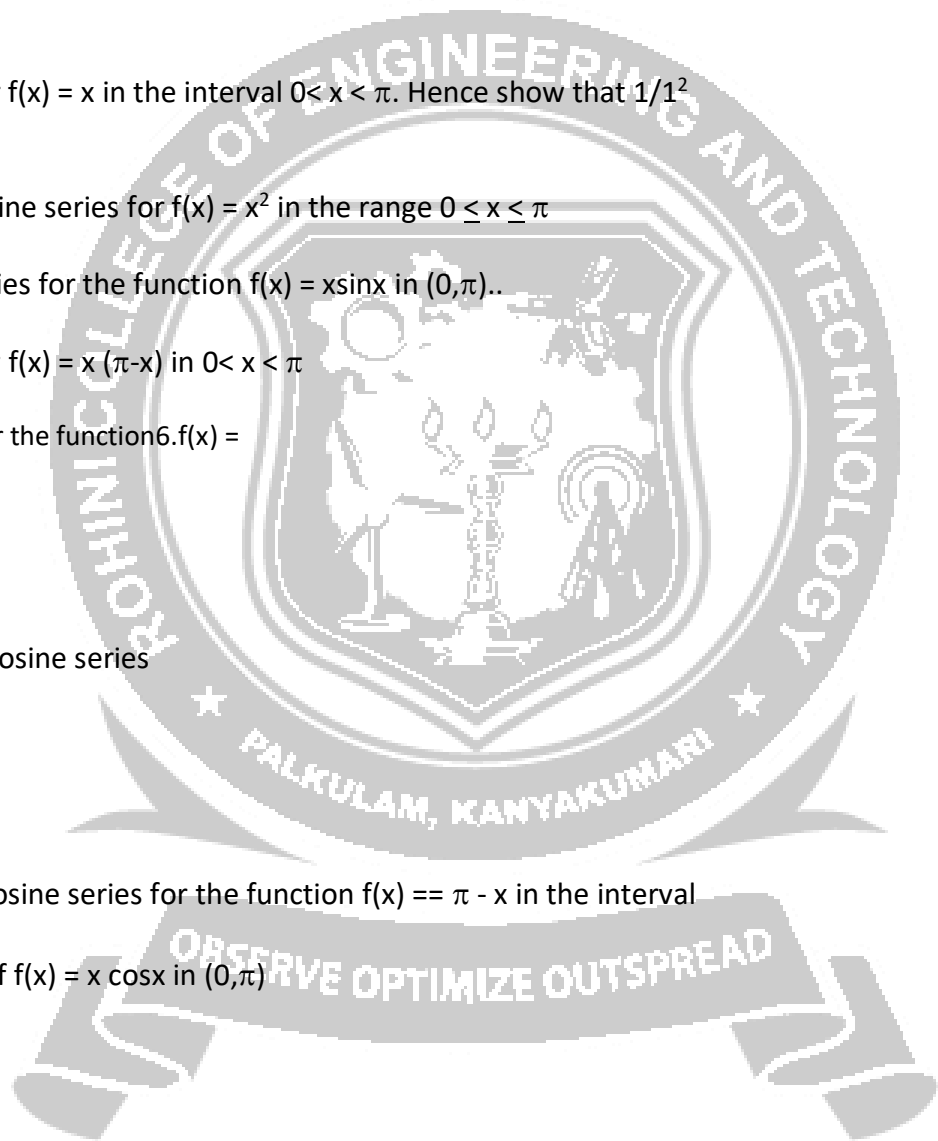 f(x) = x in the interval 0< x < π. Hence show that 1/1²
ine series for f(x) = x² in the range 0 ≤ x ≤ π
ies for the function f(x) = xsinx in (0,π)..
f(x) = x (π-x) in 0< x < π
r the function6.f(x) =
osine series
osine series for the function f(x) == π - x in the interval
f f(x) = x cosx in (0,π)
ROHINI COLLEGE OF ENGINEERING AND TECHNOLOGY
PALKULAM, KANYAKUMARI
OBSERVE OPTIMIZE OUTSPREAD